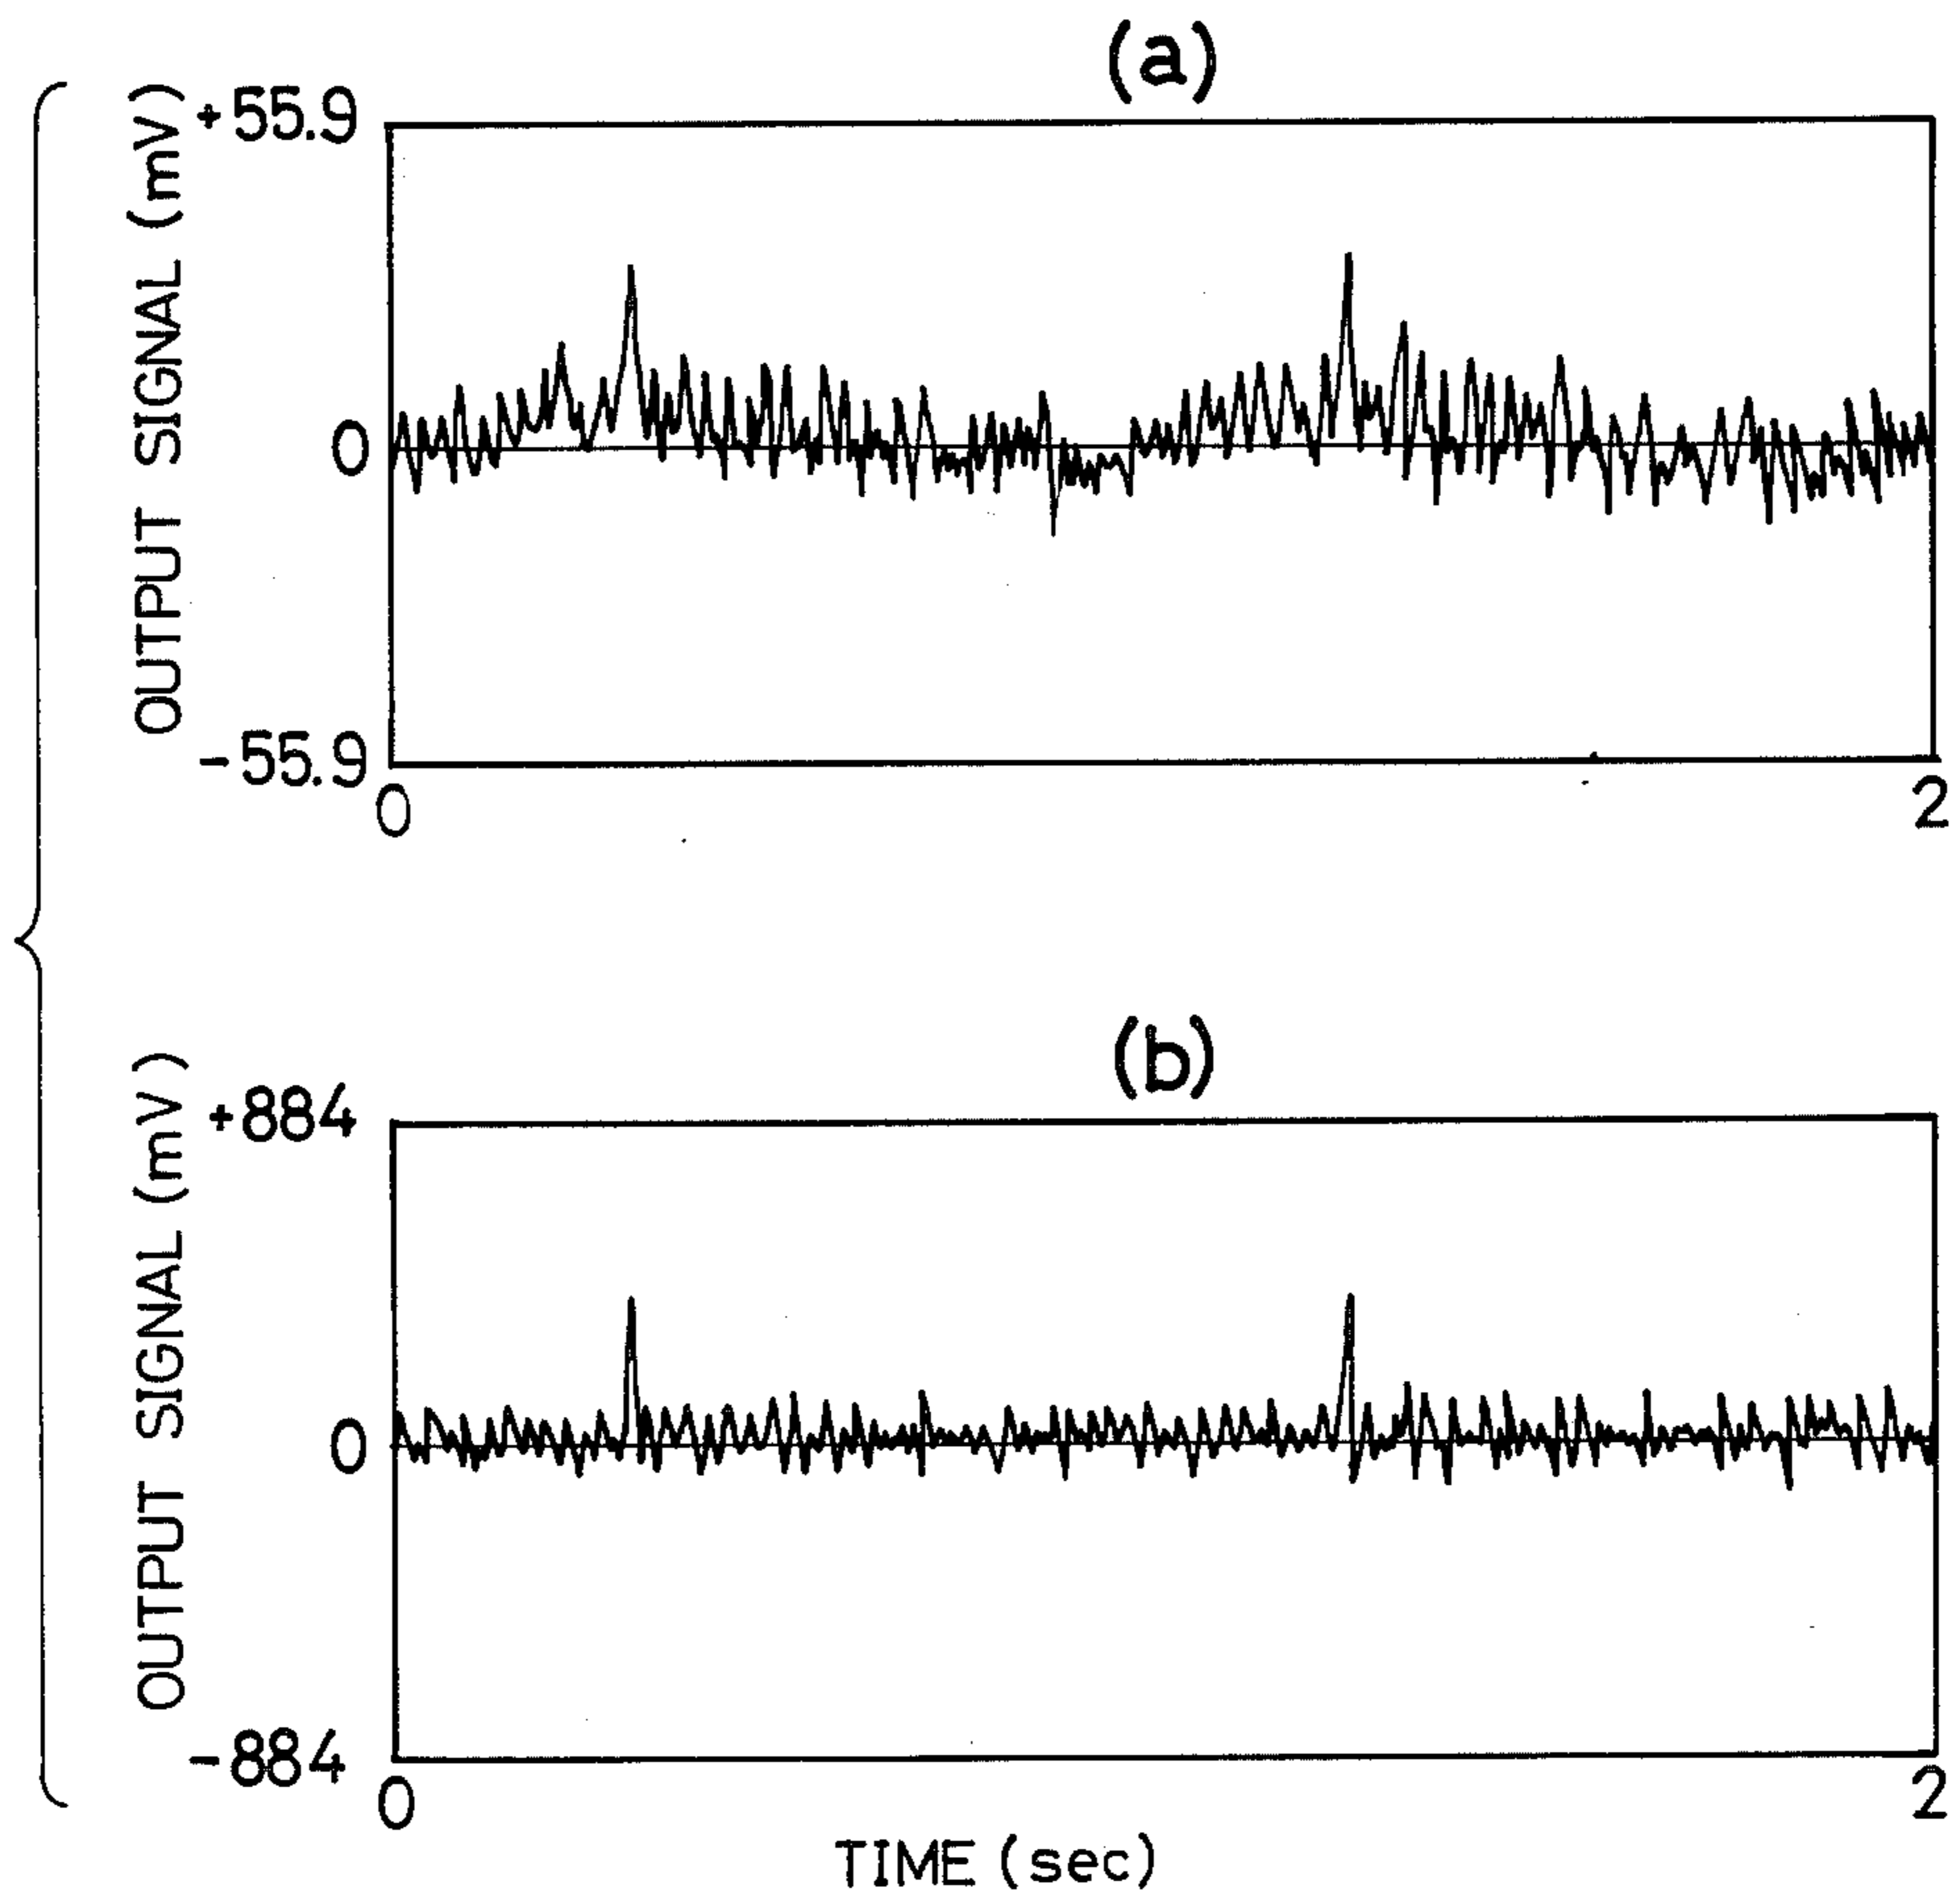 (a)
OUTPUT SIGNAL (mV)
+55.9
0
-55.9
0
2
(b)
OUTPUT SIGNAL (mV)
+884
0
-884
0
2
TIME (sec)